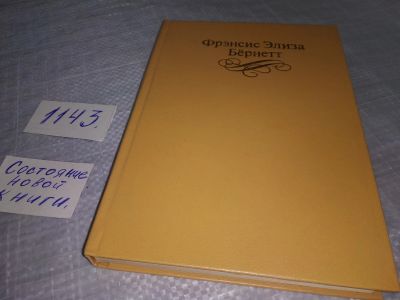 Фрэнсис Элиза
Бёрнетт
1143.
Состояние
новой
книги.